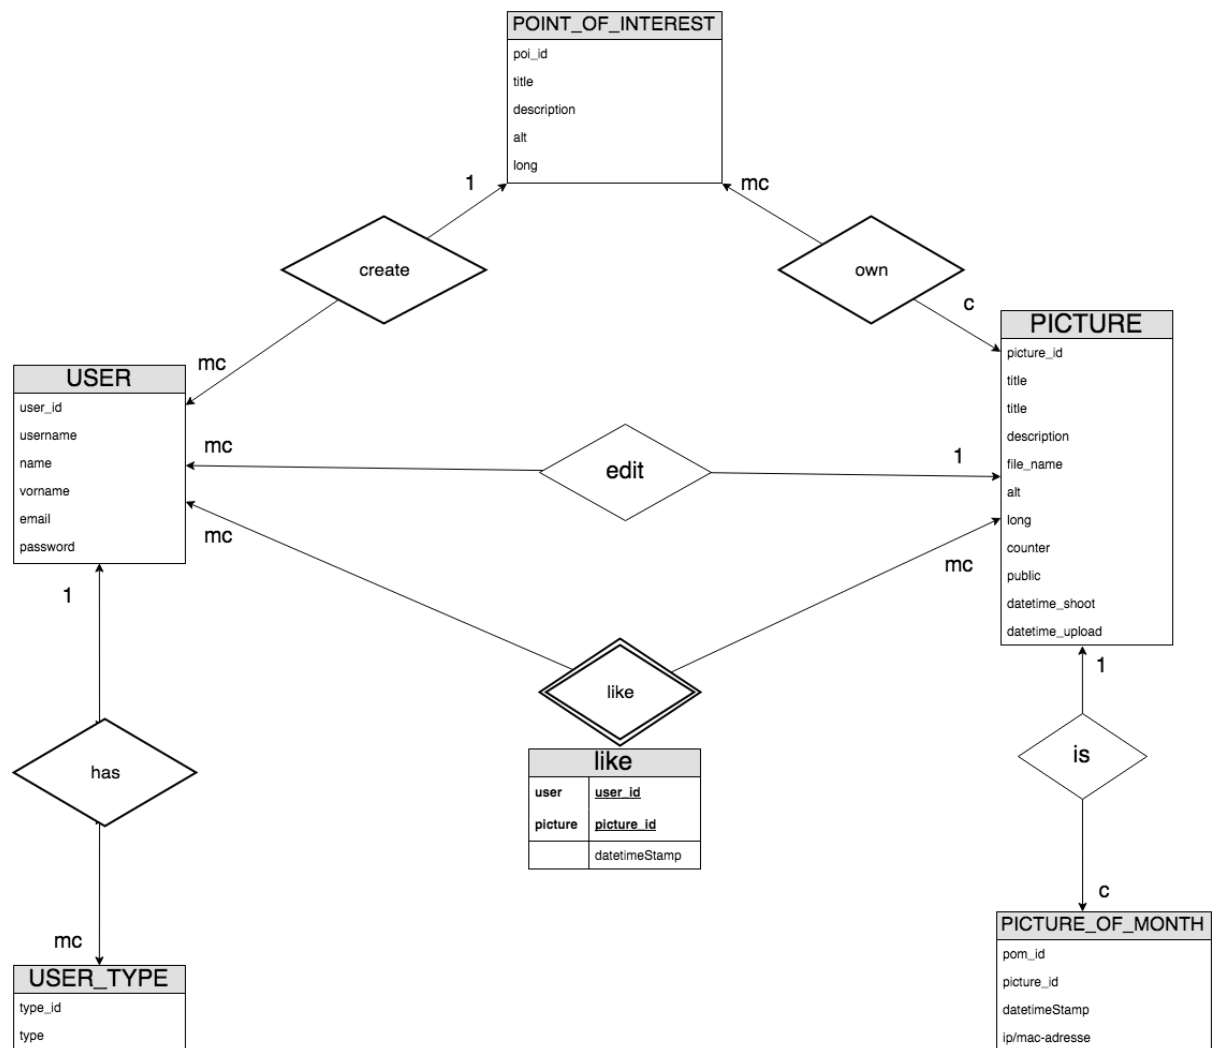 POINT_OF_INTEREST
poi_id
title
description
alt
long
1
mc
create
own
mc
c
USER
user_id
username
name
vorname
email
password
PICTURE
picture_id
title
title
description
file_name
alt
long
counter
public
datetime_shoot
datetime_upload
mc
edit
1
mc
mc
1
like
1
has
is
like
user user_id
picture picture_id
datetimeStamp
mc
c
USER_TYPE
type_id
type
PICTURE_OF_MONTH
pom_id
picture_id
datetimeStamp
ip/mac-adresse